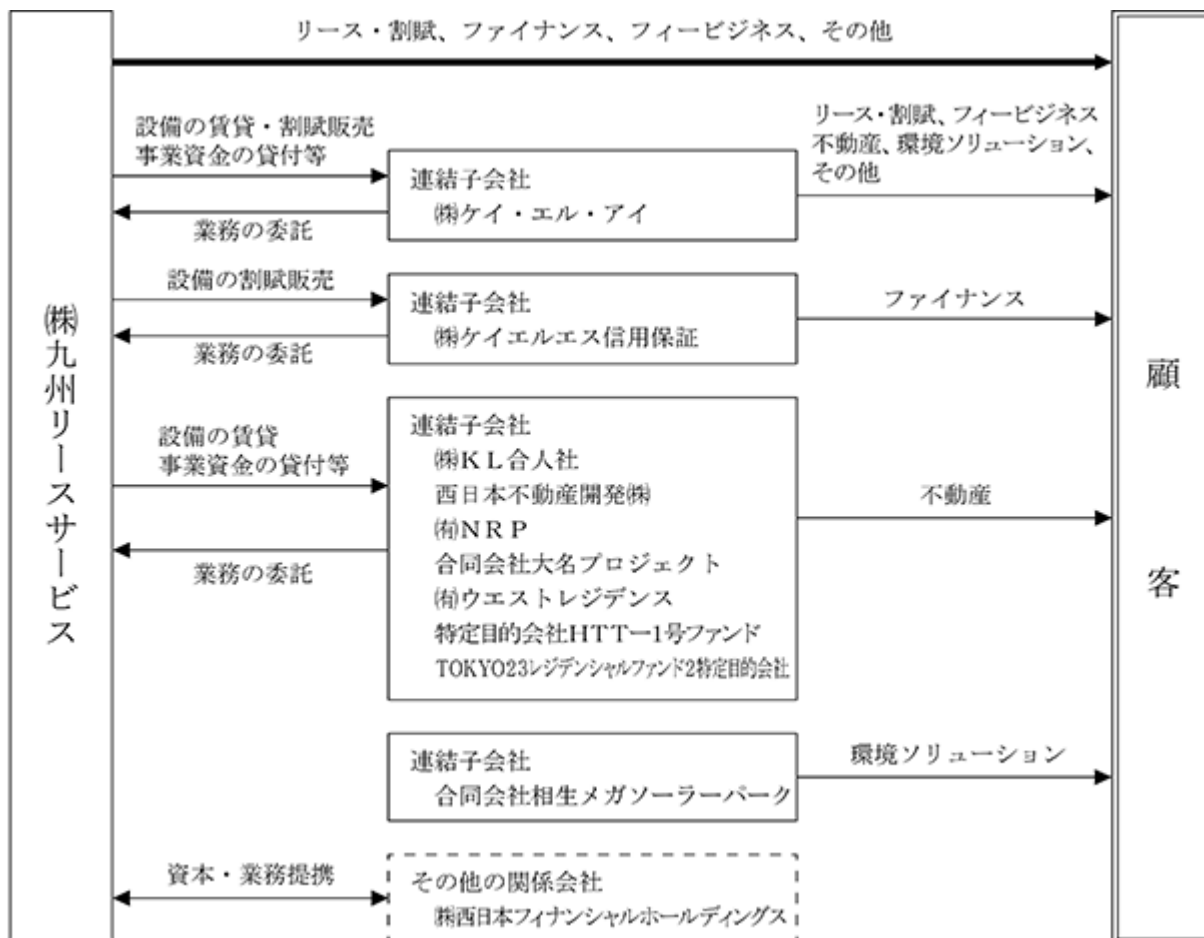 リース・割賦、ファイナンス、フィービジネス、その他
㈱九州リースサービス
顧客
設備の賃貸・割賦販売
事業資金の貸付等
業務の委託
連結子会社
㈱ケイ・エル・アイ
リース・割賦、フィービジネス
不動産、環境ソリューション、
その他
設備の割賦販売
業務の委託
連結子会社
㈱ケイエルエス信用保証
ファイナンス
設備の賃貸
事業資金の貸付等
業務の委託
連結子会社
㈱ＫＬ合人社
西日本不動産開発㈱
㈲ＮＲＰ
合同会社大名プロジェクト
㈲ウエストレジデンス
特定目的会社HTTー1号ファンド
TOKYO23レジデンシャルファンド2特定目的会社
不動産
連結子会社
合同会社相生メガソーラーパーク
環境ソリューション
資本・業務提携
その他の関係会社
㈱西日本フィナンシャルホールディングス